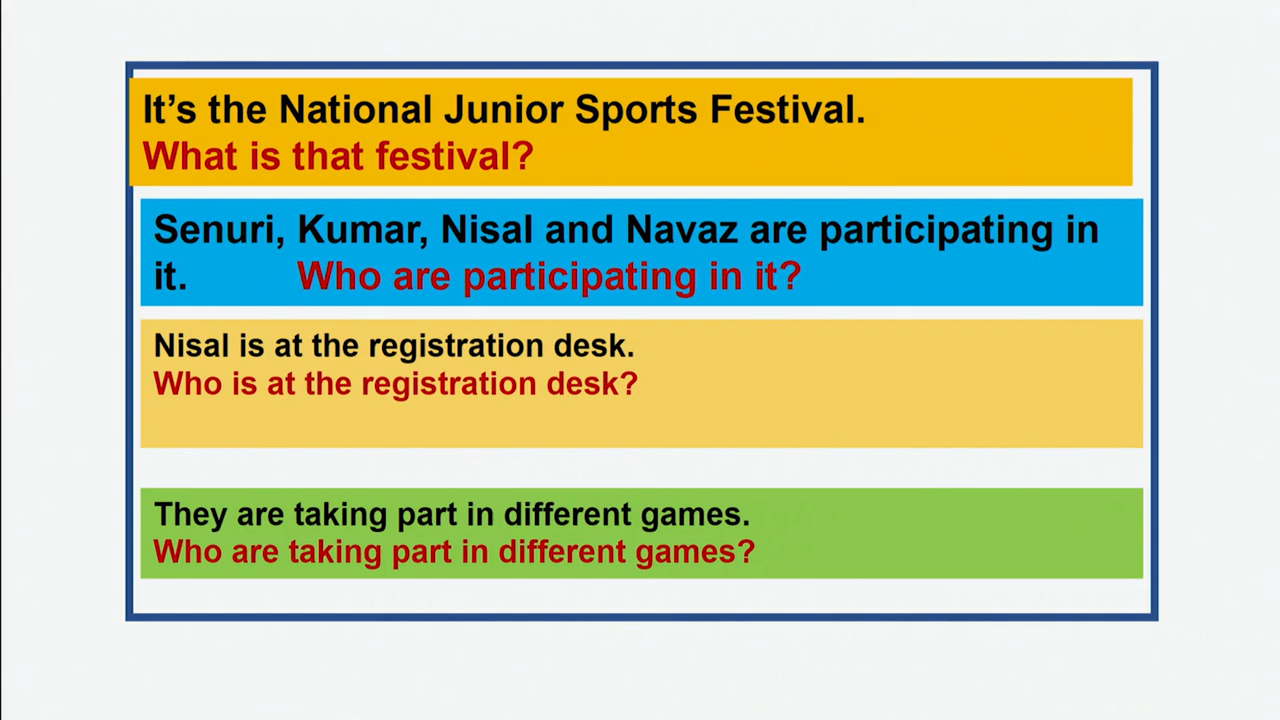 It’s the National Junior Sports Festival.
What is that festival?
Senuri, Kumar, Nisal and Navaz are participating in
it. Who are participating in it?
Nisal is at the registration desk.
Who is at the registration desk?
They are taking part in different games.
Who are taking part in different games?